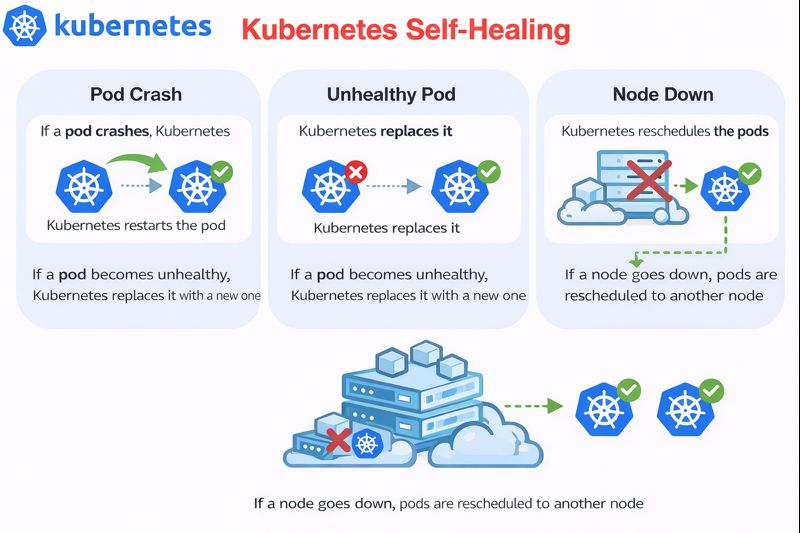 kubernetes
Kubernetes Self-Healing
Pod Crash
If a pod crashes, Kubernetes
Kubernetes restarts the pod
If a pod becomes unhealthy,
Kubernetes replaces it with a new one
Unhealthy Pod
Kubernetes replaces it
Kubernetes replaces it
If a pod becomes unhealthy,
Kubernetes replaces it with a new one
Node Down
Kubernetes reschedules the pods
If a node goes down, pods are
rescheduled to another node
If a node goes down, pods are rescheduled to another node